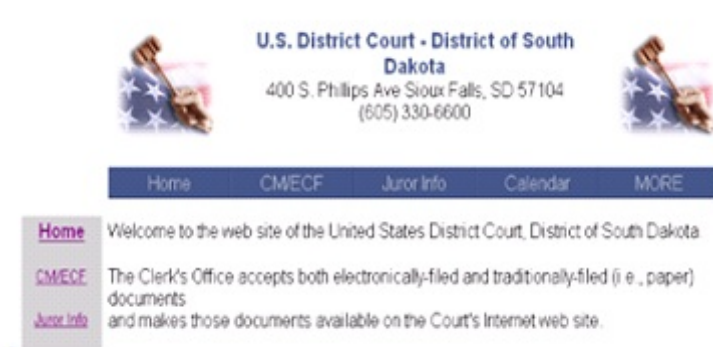 U.S. District Court - District of South
Dakota
400 S. Phillips Ave Sioux Falls, SD 57104
(605) 330-6600
Home CM/ECF Juror Info Calendar MORE
Home
Welcome to the web site of the United States District Court, District of South Dakota.
CM/ECF
The Clerk's Office accepts both electronically-filed and traditionally-filed (i.e., paper)
documents
Juror Info
and makes those documents available on the Court's Internet web site.